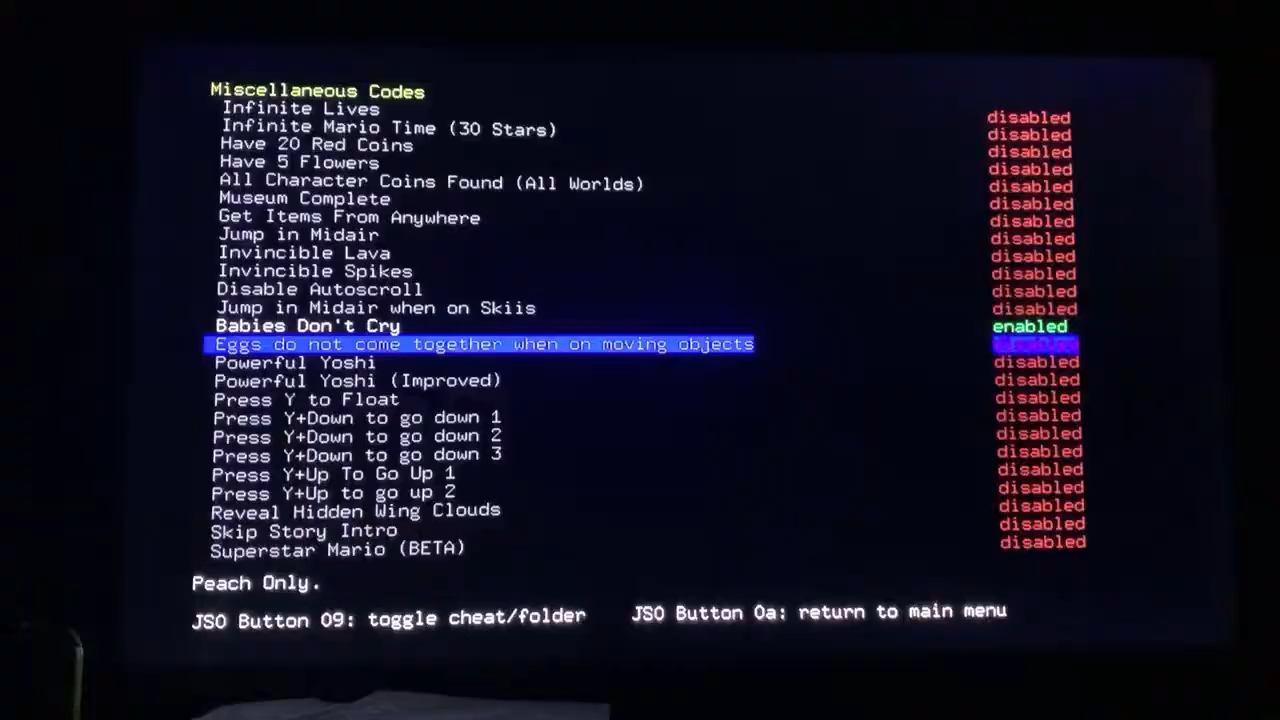 Miscellaneous Codes
Infinite Lives disabled
Infinite Mario Time (30 Stars) disabled
Have 20 Red Coins disabled
Have 5 Flowers disabled
All Character Coins Found (All Worlds) disabled
Museum Complete disabled
Get Items From Anywhere disabled
Jump in Midair disabled
Invincible Lava disabled
Invincible Spikes disabled
Disable Autoscroll disabled
Jump in Midair when on Skiis disabled
Babies Don't Cry enabled
Eggs do not come together when on moving objects
Powerful Yoshi disabled
Powerful Yoshi (Improved) disabled
Press Y to Float disabled
Press Y+Down to go down 1 disabled
Press Y+Down to go down 2 disabled
Press Y+Down to go down 3 disabled
Press Y+Up To Go Up 1 disabled
Press Y+Up to go up 2 disabled
Reveal Hidden Wing Clouds disabled
Skip Story Intro disabled
Superstar Mario (BETA) disabled
Peach Only.
JS0 Button 09: toggle cheat/folder JS0 Button 0a: return to main menu